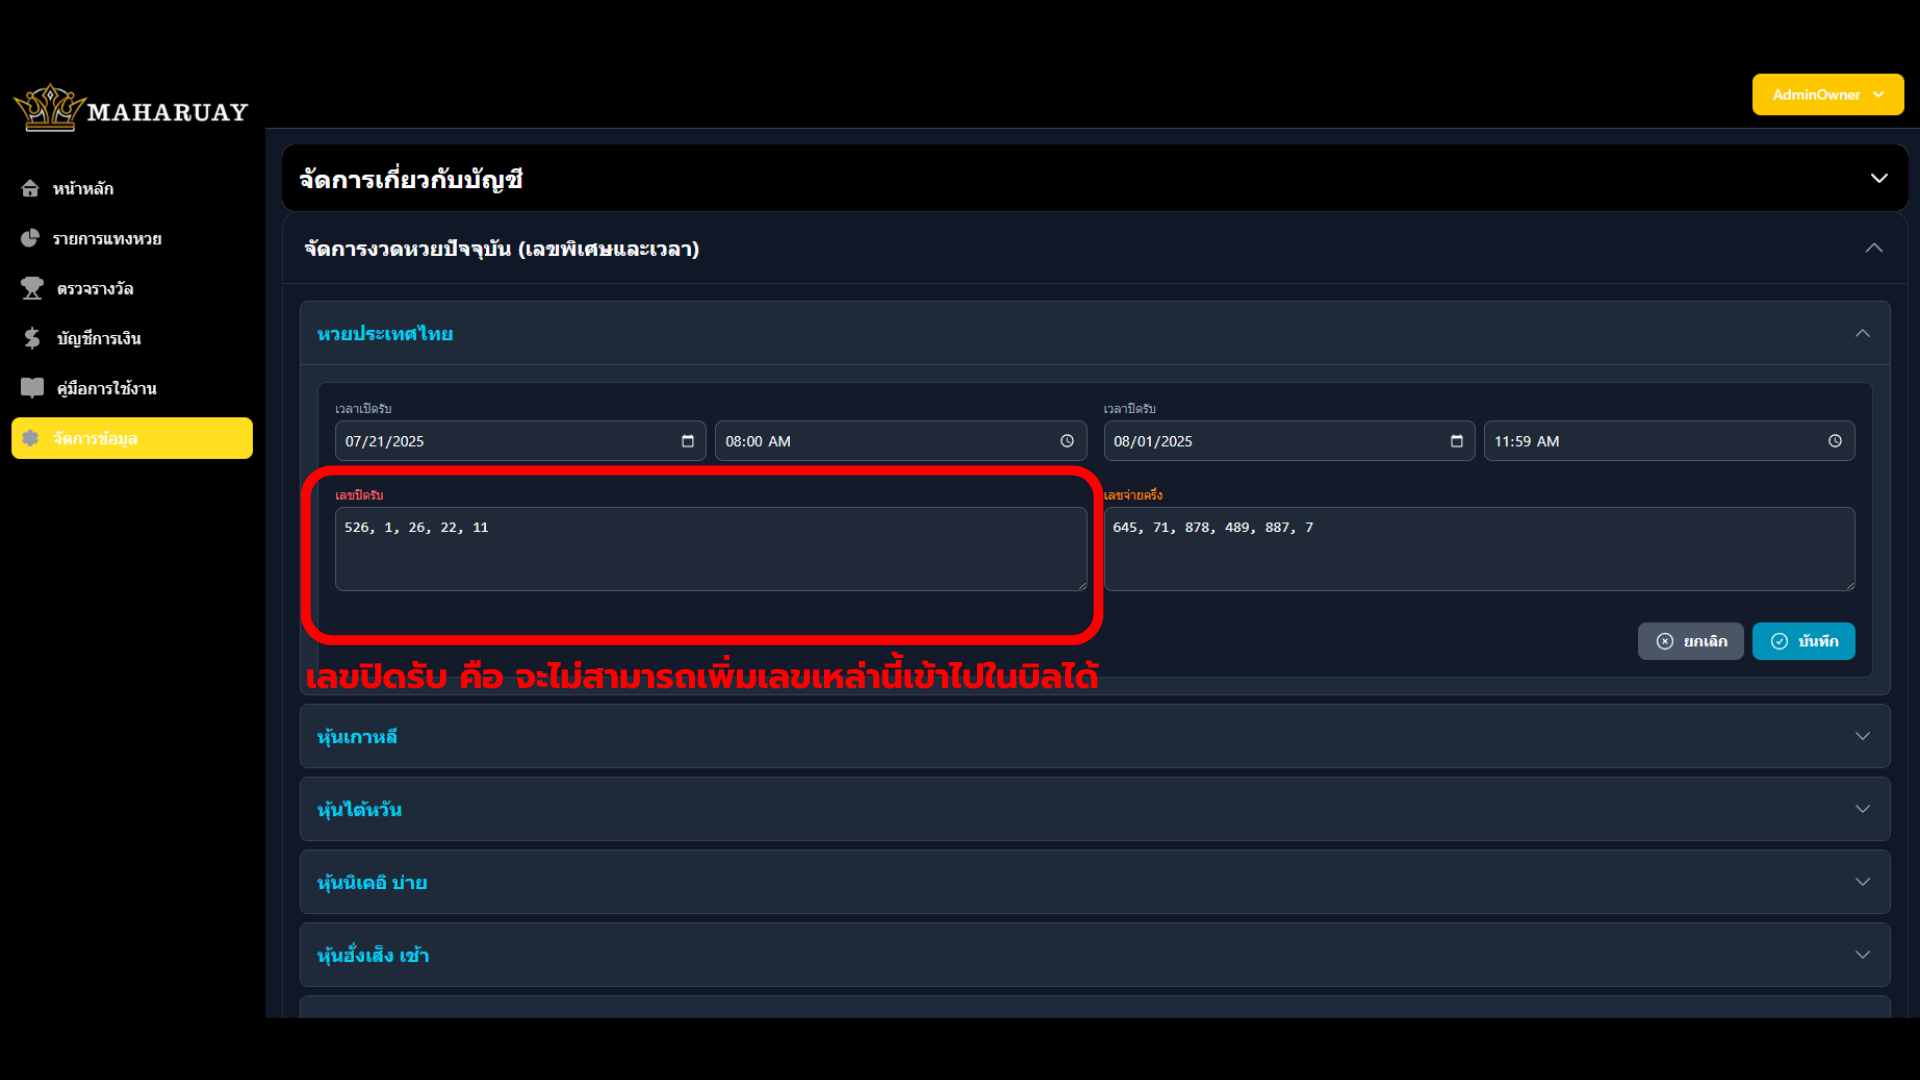 MAHARUAY
AdminOwner
หน้าหลัก
รายการแทงหวย
ตรวจรางวัล
บัญชีการเงิน
คู่มือการใช้งาน
จัดการข้อมูล
จัดการเกี่ยวกับบัญชี
จัดการงวดหวยปัจจุบัน (เลขพิเศษและเวลา)
หวยประเทศไทย
เวลาเปิดรับ
เวลาปิดรับ
07/21/2025
08:00 AM
08/01/2025
11:59 AM
เลขปิดรับ
เลขจ่ายครึ่ง
526, 1, 26, 22, 11
645, 71, 878, 489, 887, 7
ยกเลิก
บันทึก
เลขปิดรับ คือ จะไม่สามารถเพิ่มเลขเหล่านี้เข้าไปในบิลได้
หุ้นเกาหลี
หุ้นไต้หวัน
หุ้นนิเคอิ บ่าย
หุ้นฮั่งเส็ง เช้า